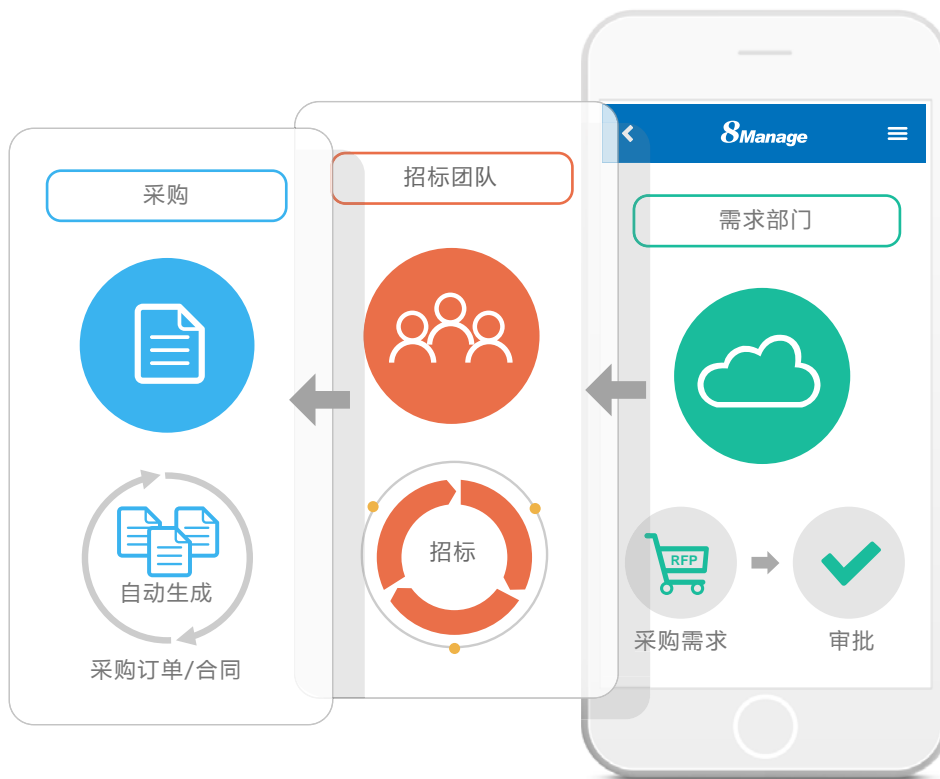 采购
自动生成
采购订单/合同
招标团队
招标
8Manage
需求部门
RFP
采购需求
审批